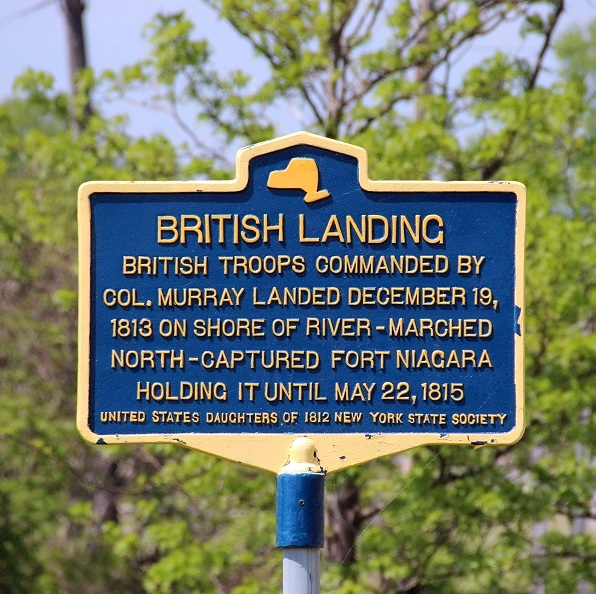 BRITISH LANDING
BRITISH TROOPS COMMANDED BY
COL. MURRAY LANDED DECEMBER 19,
1813 ON SHORE OF RIVER-MARCHED
NORTH-CAPTURED FORT NIAGARA
HOLDING IT UNTIL MAY 22, 1815
UNITED STATES DAUGHTERS OF 1812 NEW YORK STATE SOCIETY